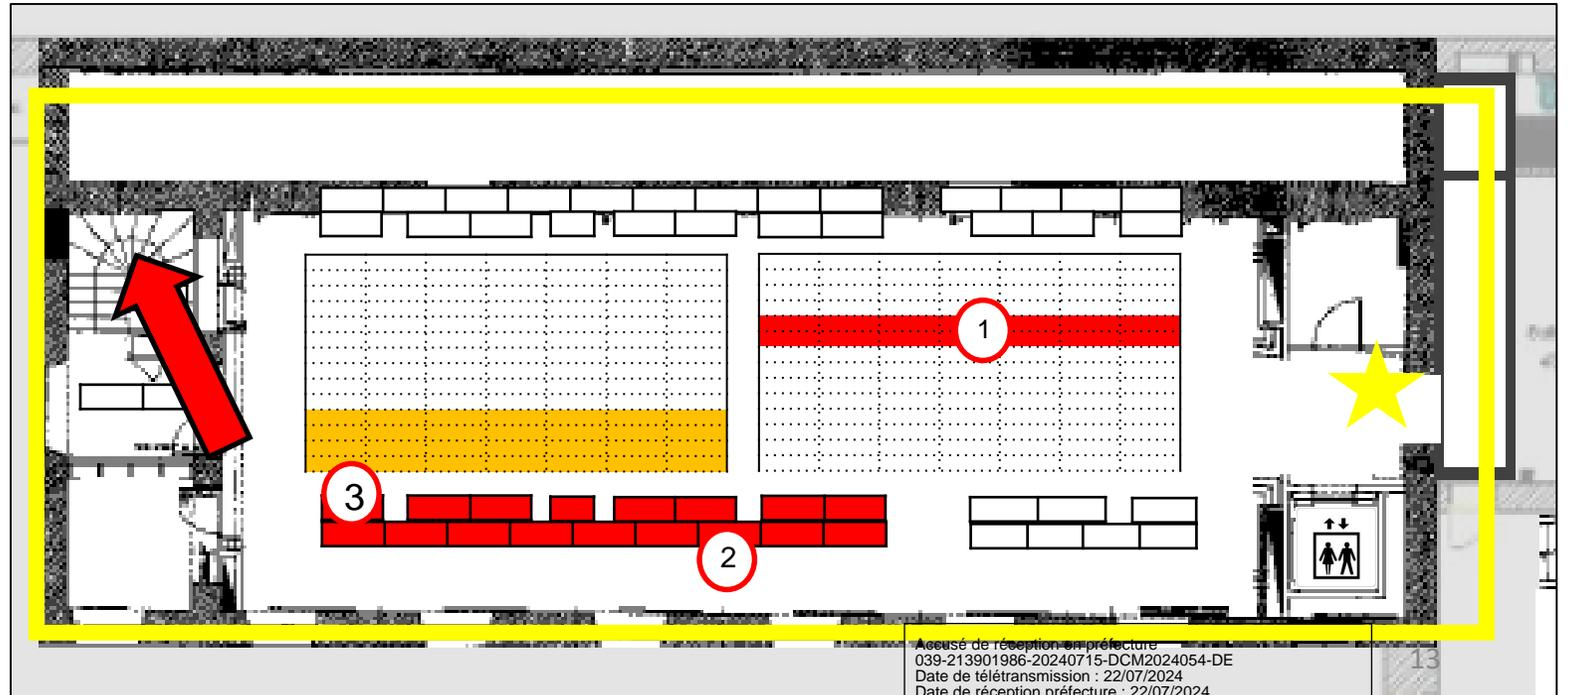 1
3
2
Accusé de réception en préfecture
039-213901986-20240715-DCM2024054-DE
Date de télétransmission : 22/07/2024
Date de réception préfecture : 22/07/2024
13